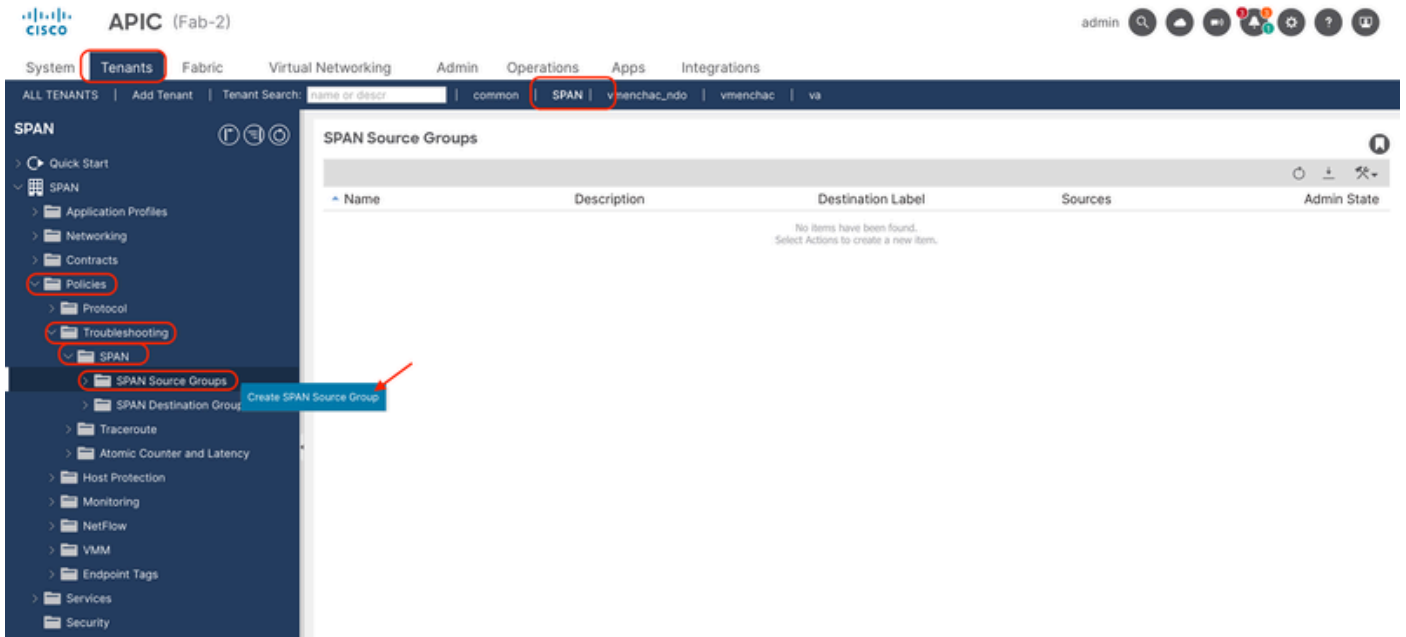 CISCO APIC (Fab-2) admin
System Tenants Fabric Virtual Networking Admin Operations Apps Integrations
ALL TENANTS | Add Tenant | Tenant Search: name or descr | common | SPAN | vmenchac_ndo | vmenchac | va
SPAN
Quick Start
SPAN
Application Profiles
Networking
Contracts
Policies
Protocol
Troubleshooting
SPAN
SPAN Source Groups
Create SPAN Source Group
SPAN Destination Group
Traceroute
Atomic Counter and Latency
Host Protection
Monitoring
NetFlow
VMM
Endpoint Tags
Services
Security
SPAN Source Groups
Name Description Destination Label Sources Admin State
No items have been found.
Select Actions to create a new item.